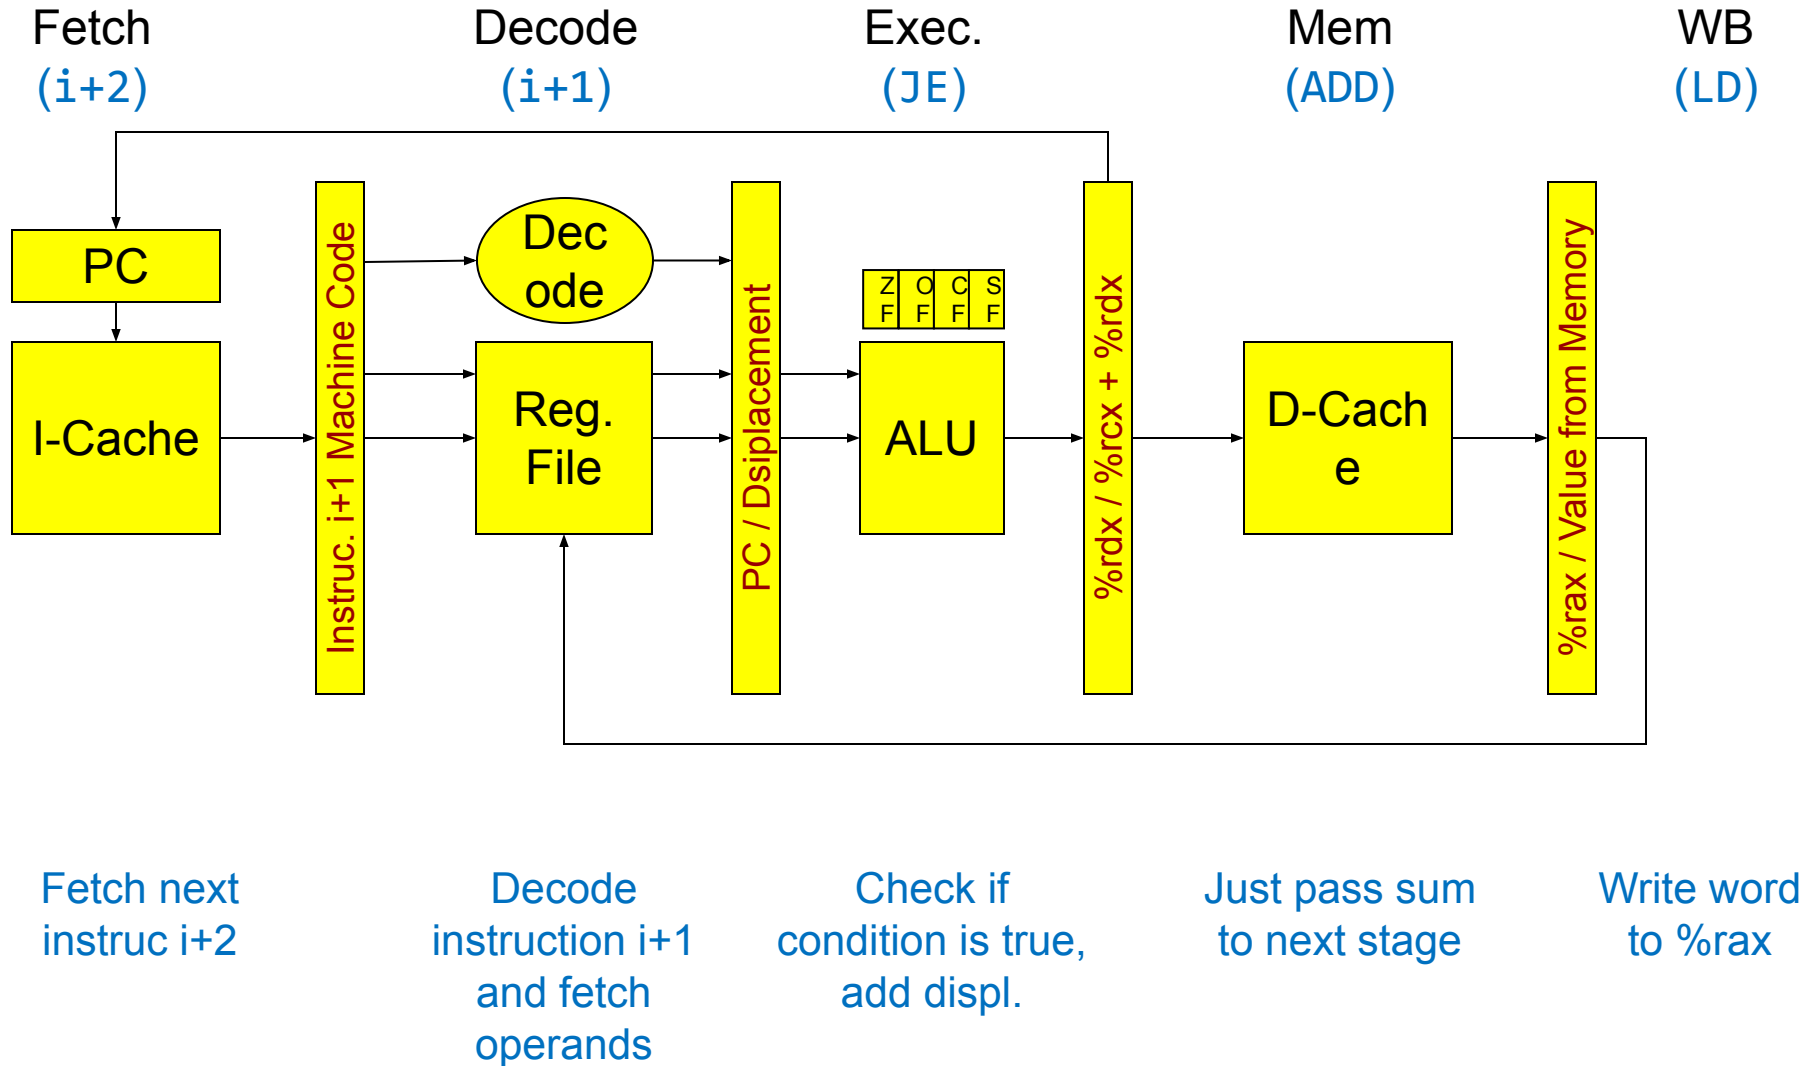 Fetch
(i+2)
Decode
(i+1)
Exec.
(JE)
Mem
(ADD)
WB
(LD)
PC
I-Cache
Instruc. i+1 Machine Code
Dec
ode
Reg.
File
PC / Dsiplacement
Z
F
O
F
C
F
S
F
ALU
%rdx / %rcx + %rdx
D-Cach
e
%rax / Value from Memory
Fetch next
instruc i+2
Decode
instruction i+1
and fetch
operands
Check if
condition is true,
add displ.
Just pass sum
to next stage
Write word
to %rax